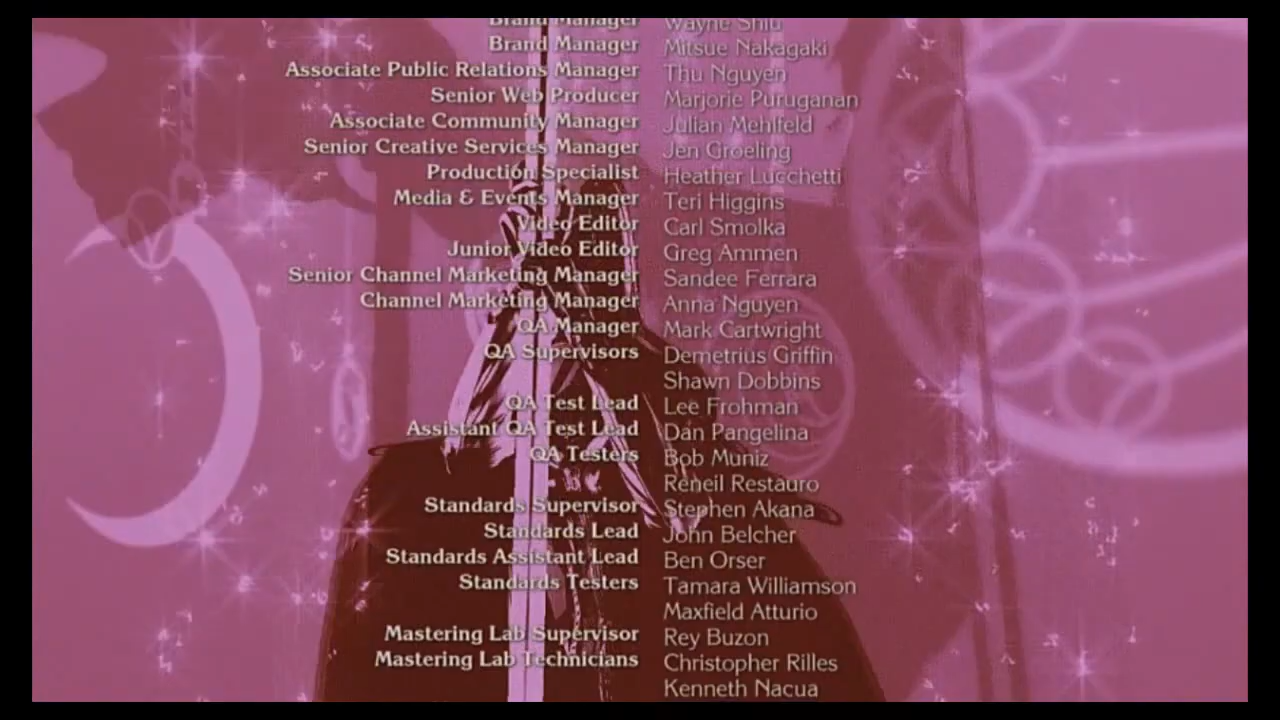 Brand Manager Wayne Shiu
Brand Manager Mitsue Nakagaki
Associate Public Relations Manager Thu Nguyen
Senior Web Producer Marjorie Puruganan
Associate Community Manager Julian Mehlfeld
Senior Creative Services Manager Jen Groeling
Production Specialist Heather Lucchetti
Media & Events Manager Teri Higgins
Video Editor Carl Smolka
Junior Video Editor Greg Ammen
Senior Channel Marketing Manager Sandee Ferrara
Channel Marketing Manager Anna Nguyen
QA Manager Mark Cartwright
QA Supervisors Demetrius Griffin
Shawn Dobbins
QA Test Lead Lee Frohman
Assistant QA Test Lead Dan Pangelina
QA Testers Bob Muniz
Reneil Restauro
Standards Supervisor Stephen Akana
Standards Lead John Belcher
Standards Assistant Lead Ben Orser
Standards Testers Tamara Williamson
Maxfield Atturio
Mastering Lab Supervisor Rey Buzon
Mastering Lab Technicians Christopher Rilles
Kenneth Nacua